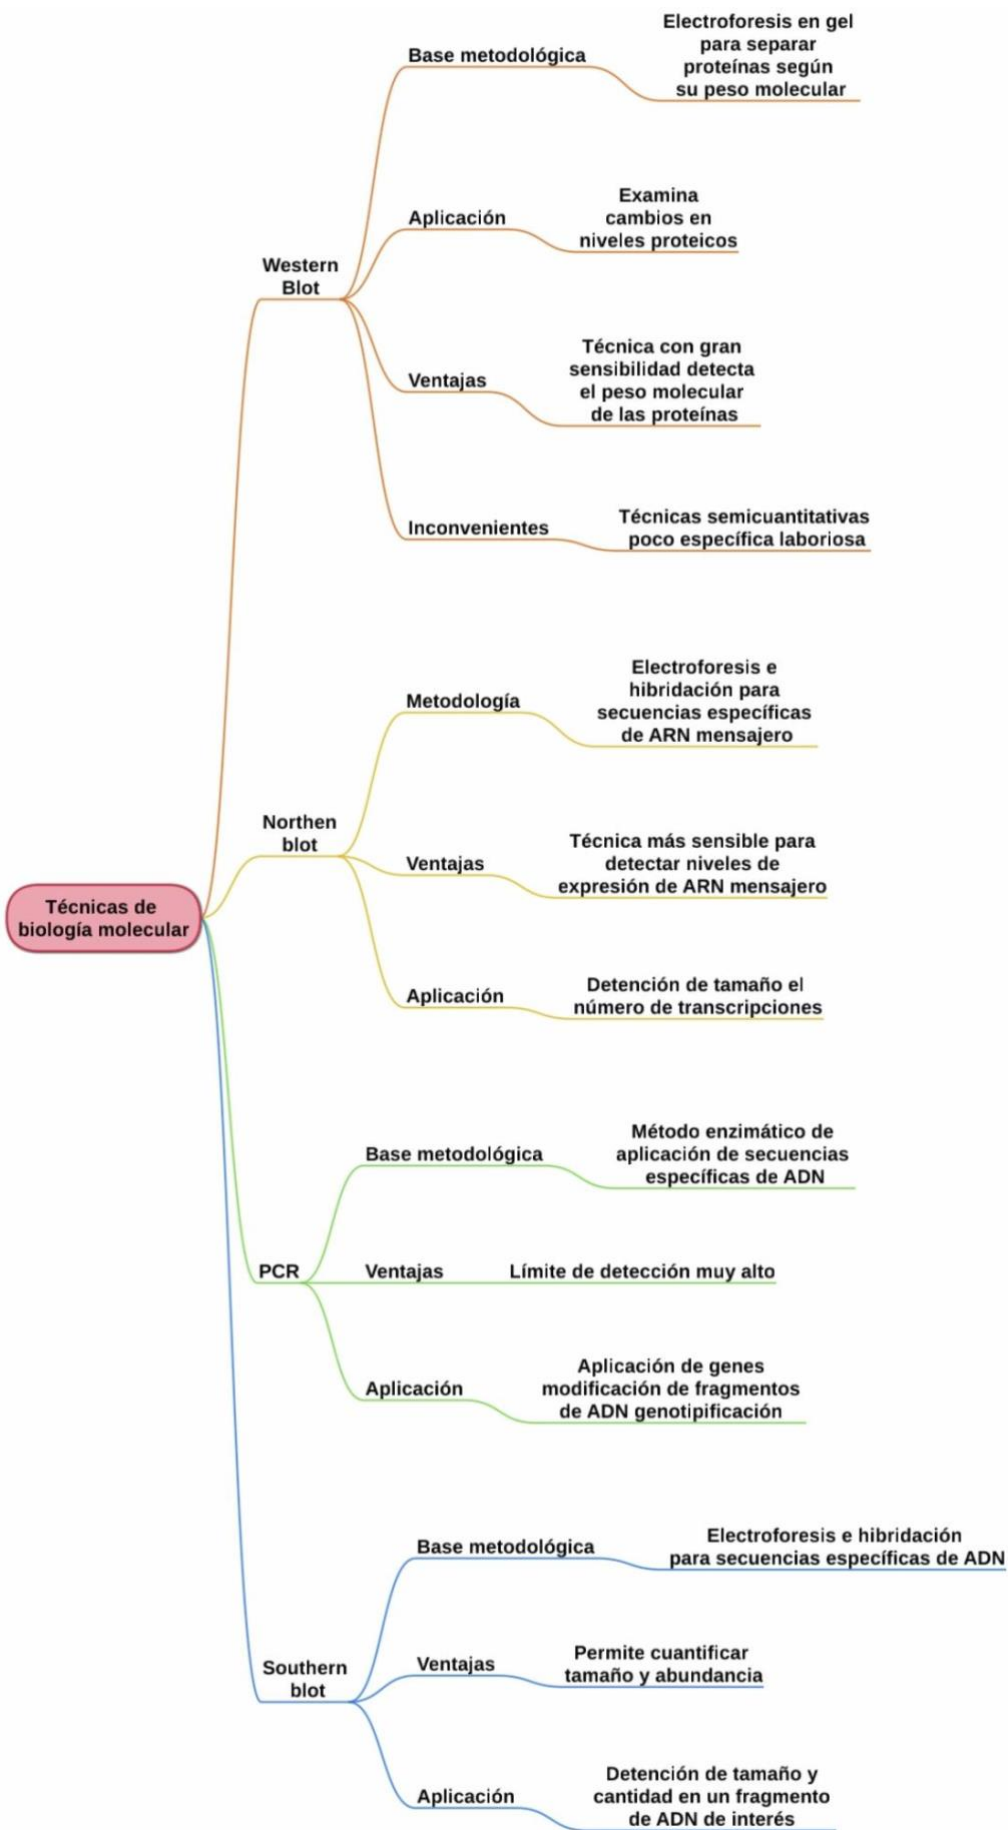 Técnicas de
biología molecular
Western
Blot
Base metodológica
Electroforesis en gel
para separar
proteínas según
su peso molecular
Aplicación
Examina
cambios en
niveles proteicos
Ventajas
Técnica con gran
sensibilidad detecta
el peso molecular
de las proteínas
Inconvenientes
Técnicas semicuantitativas
poco específica laboriosa
Northen
blot
Metodología
Electroforesis e
hibridación para
secuencias específicas
de ARN mensajero
Ventajas
Técnica más sensible para
detectar niveles de
expresión de ARN mensajero
Aplicación
Detención de tamaño el
número de transcripciones
PCR
Base metodológica
Método enzimático de
aplicación de secuencias
específicas de ADN
Ventajas
Límite de detección muy alto
Aplicación
Aplicación de genes
modificación de fragmentos
de ADN genotipificación
Southern
blot
Base metodológica
Electroforesis e hibridación
para secuencias específicas de ADN
Ventajas
Permite cuantificar
tamaño y abundancia
Aplicación
Detención de tamaño y
cantidad en un fragmento
de ADN de interés